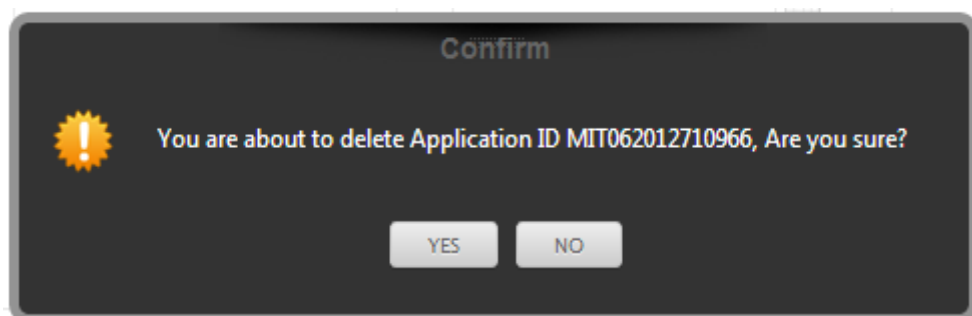 Confirm
You are about to delete Application ID MIT062012710966, Are you sure?
YES
NO